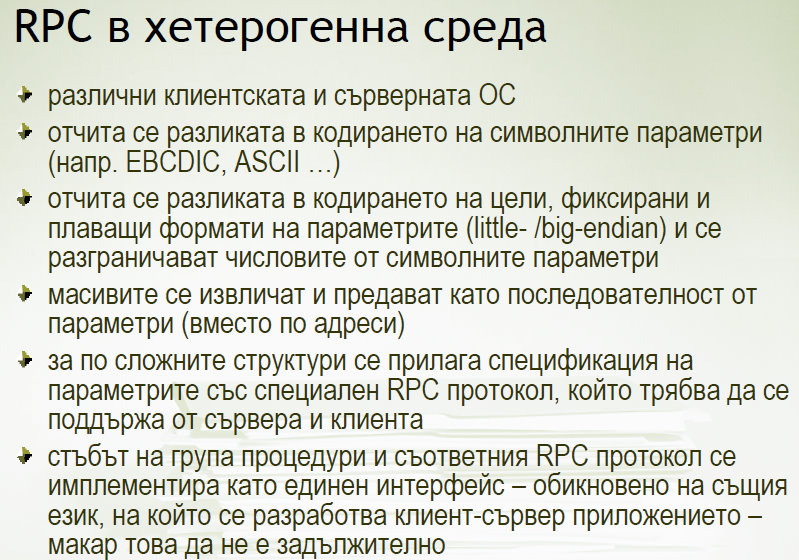 RPC в хетерогенна среда
различни клиентската и сърверната ОС
отчита се разликата в кодирането на символните параметри
(напр. EBCDIC, ASCII …)
отчита се разликата в кодирането на цели, фиксирани и
плаващи формати на параметрите (little- /big-endian) и се
разграничават числовите от символните параметри
масивите се извличат и предават като последователност от
параметри (вместо по адреси)
за по сложните структури се прилага спецификация на
параметрите със специален RPC протокол, който трябва да се
поддържа от сървера и клиента
стъбът на група процедури и съответния RPC протокол се
имплементира като единен интерфейс – обикновено на същия
език, на който се разработва клиент-сървер приложението –
макар това да не е задължително